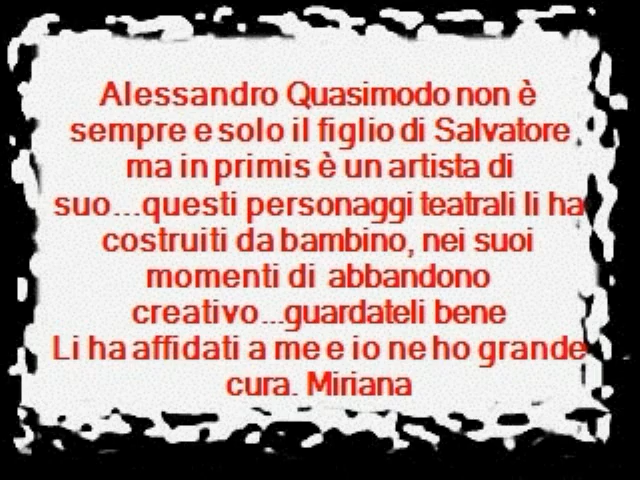 Alessandro Quasimodo non è
sempre e solo il figlio di Salvatore,
ma in primis è un artista di
suo...questi personaggi teatrali li ha
costruiti da bambino, nei suoi
momenti di abbandono
creativo...guardateli bene
Li ha affidati a me e io ne ho grande
cura. Miriana